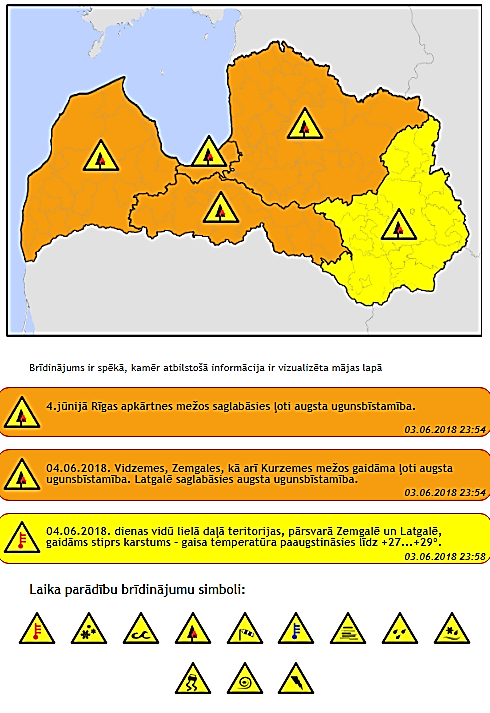 Brīdinājums ir spēkā, kamēr atbilstošā informācija ir vizualizēta mājas lapā
4.jūnijā Rīgas apkārtnes mežos saglabāsies ļoti augsta ugunsbīstamība.
03.06.2018 23:54
04.06.2018. Vidzemes, Zemgales, kā arī Kurzemes mežos gaidāma ļoti augsta
ugunsbīstamība. Latgalē saglabāsies augsta ugunsbīstamība.
03.06.2018 23:54
04.06.2018. dienas vidū lielā daļā teritorijas, pārsvarā Zemgalē un Latgalē,
gaidāms stiprs karstums - gaisa temperatūra paaugstināsies līdz +27...+29°.
03.06.2018 23:58
Laika parādību brīdinājumu simboli: